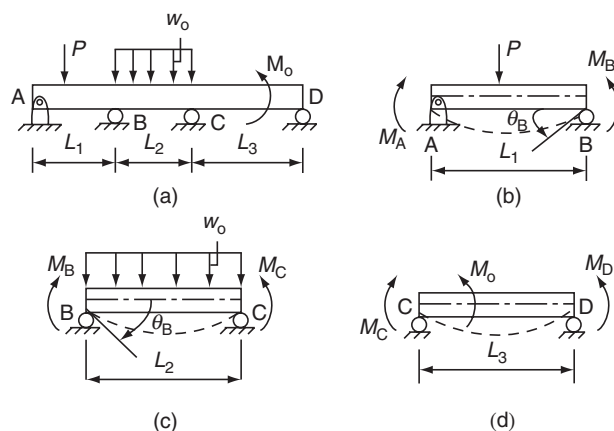 w₀
P
M₀
A
B
C
D
L₁
L₂
L₃
(a)
P
M_B
M_A
θ_B
A
B
L₁
(b)
w₀
M_B
M_C
B
C
θ_B
L₂
(c)
M₀
M_D
C
D
M_C
L₃
(d)